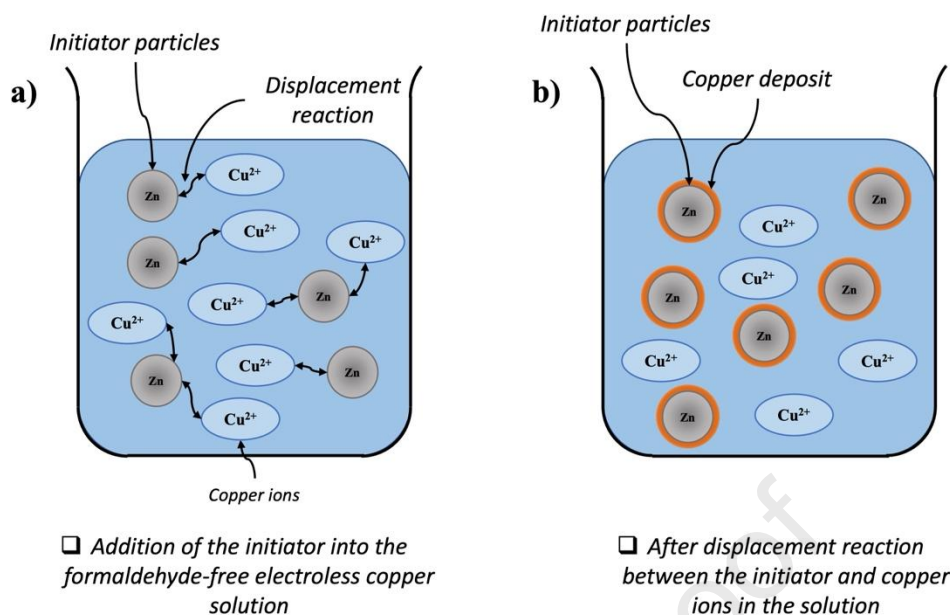 Initiator particles
a)
Displacement
reaction
Cu²⁺
Zn
Cu²⁺
Cu²⁺
Zn
Cu²⁺
Zn
Cu²⁺
Cu²⁺
Zn
Zn
Cu²⁺
Copper ions
❑ Addition of the initiator into the
formaldehyde-free electroless copper
solution
Initiator particles
b)
Copper deposit
Zn
Zn
Cu²⁺
Cu²⁺
Zn
Zn
Zn
Cu²⁺
Cu²⁺
Zn
Cu²⁺
❑ After displacement reaction
between the initiator and copper
ions in the solution
oof